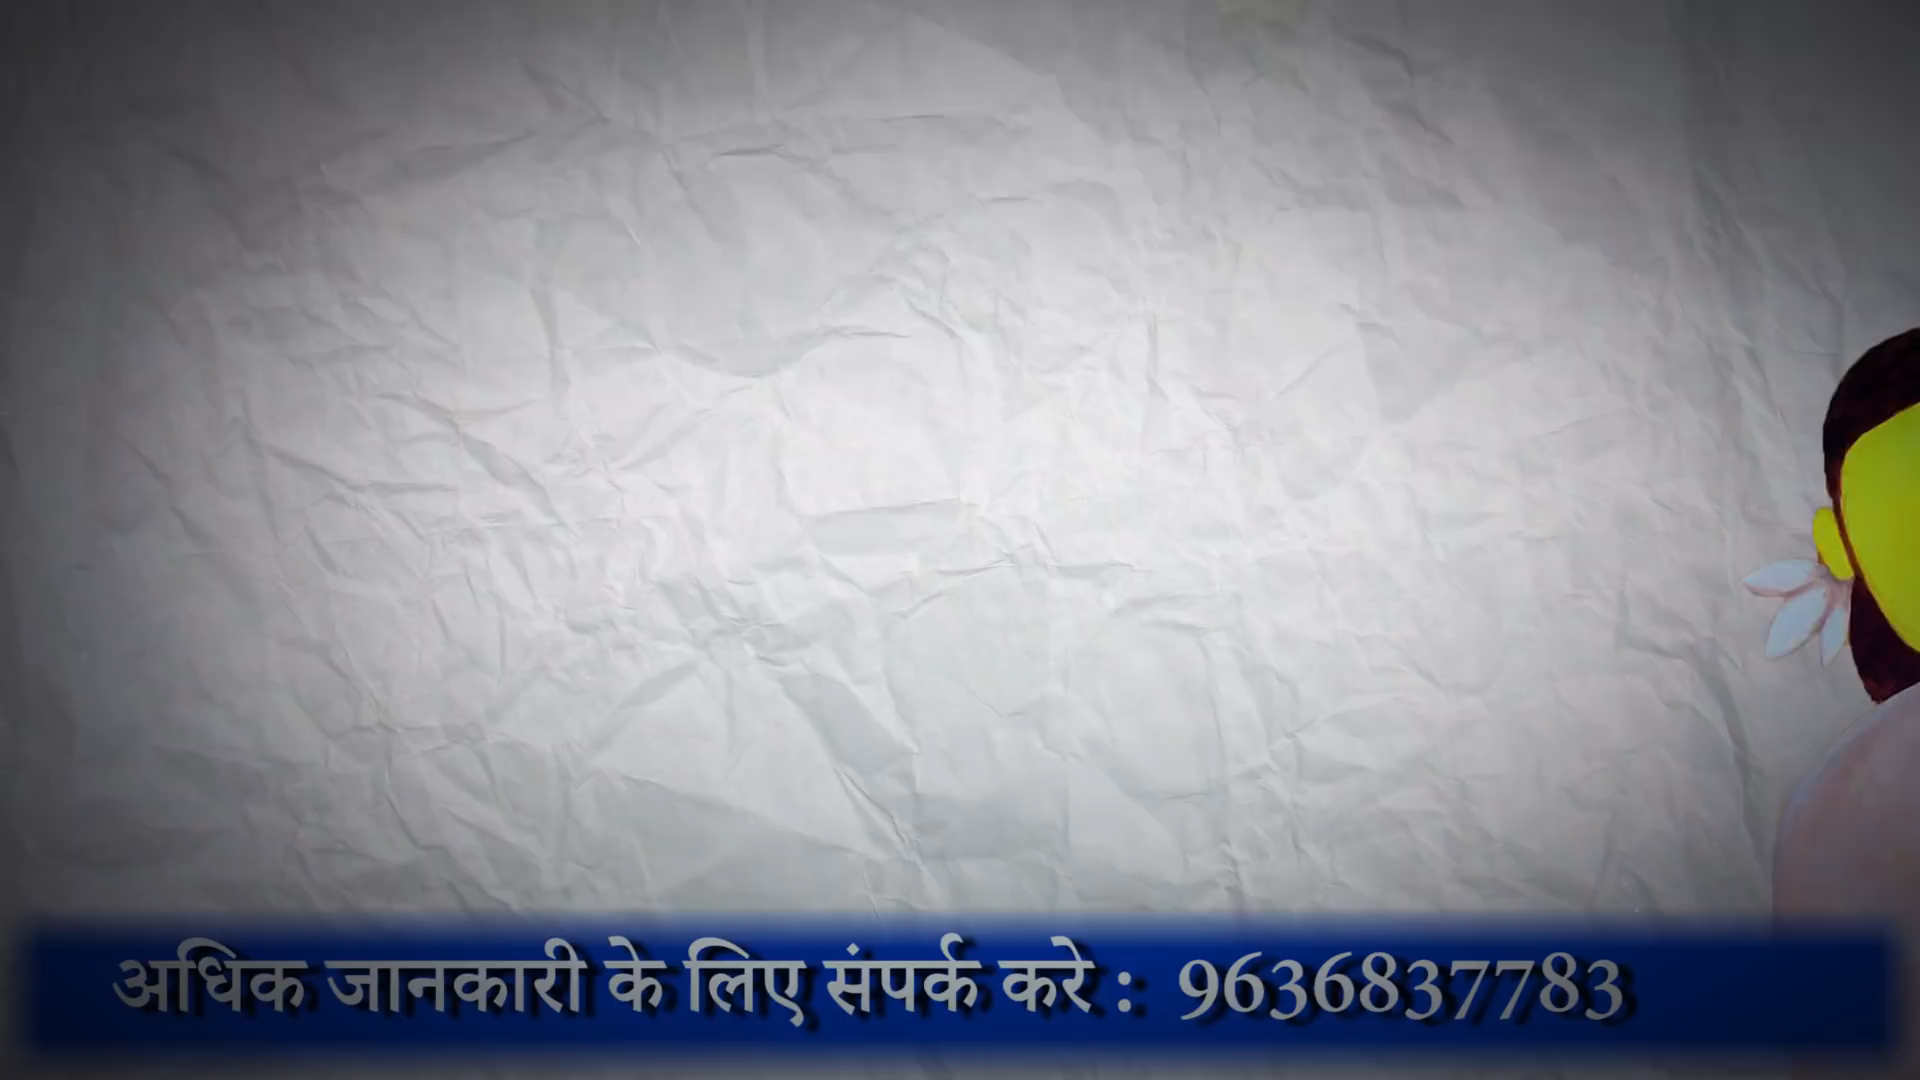 अधिक जानकारी के लिए संपर्क करे : 9636837783